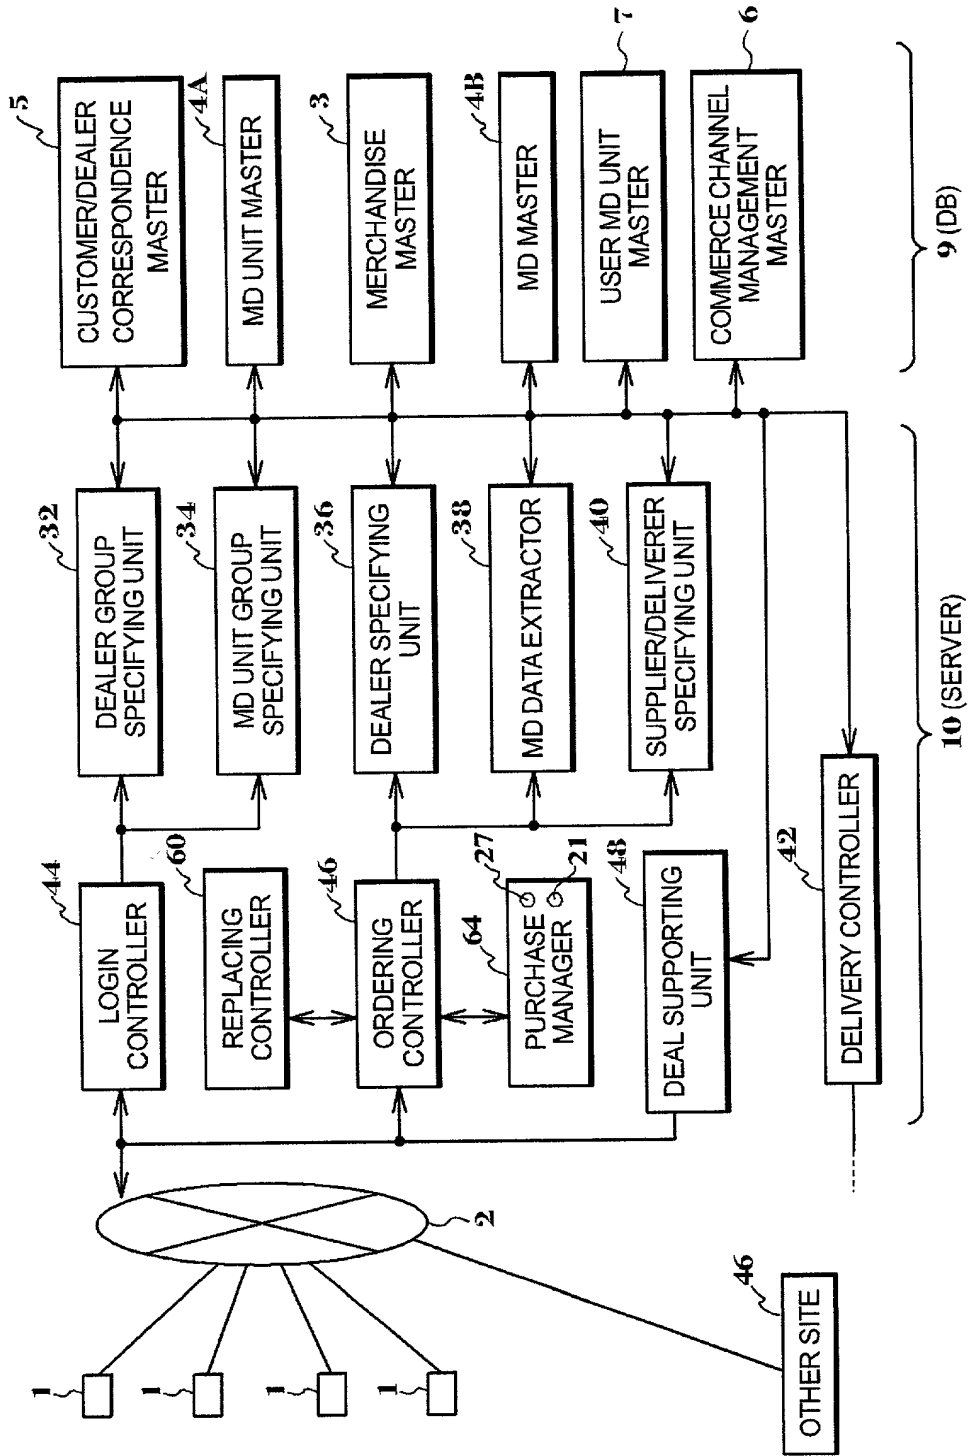 1
1
1
1
2
OTHER SITE
46
LOGIN
CONTROLLER
44
REPLACING
CONTROLLER
60
ORDERING
CONTROLLER
46
PURCHASE
MANAGER
64
27
21
DEAL SUPPORTING
UNIT
48
DELIVERY CONTROLLER
42
DEALER GROUP
SPECIFYING UNIT
32
MD UNIT GROUP
SPECIFYING UNIT
34
DEALER SPECIFYING
UNIT
36
MD DATA EXTRACTOR
38
SUPPLIER/DELIVERER
SPECIFYING UNIT
40
10 (SERVER)
CUSTOMER/DEALER
CORRESPONDENCE
MASTER
5
MD UNIT MASTER
4A
MERCHANDISE
MASTER
3
MD MASTER
4B
USER MD UNIT
MASTER
7
COMMERCE CHANNEL
MANAGEMENT
MASTER
6
9 (DB)